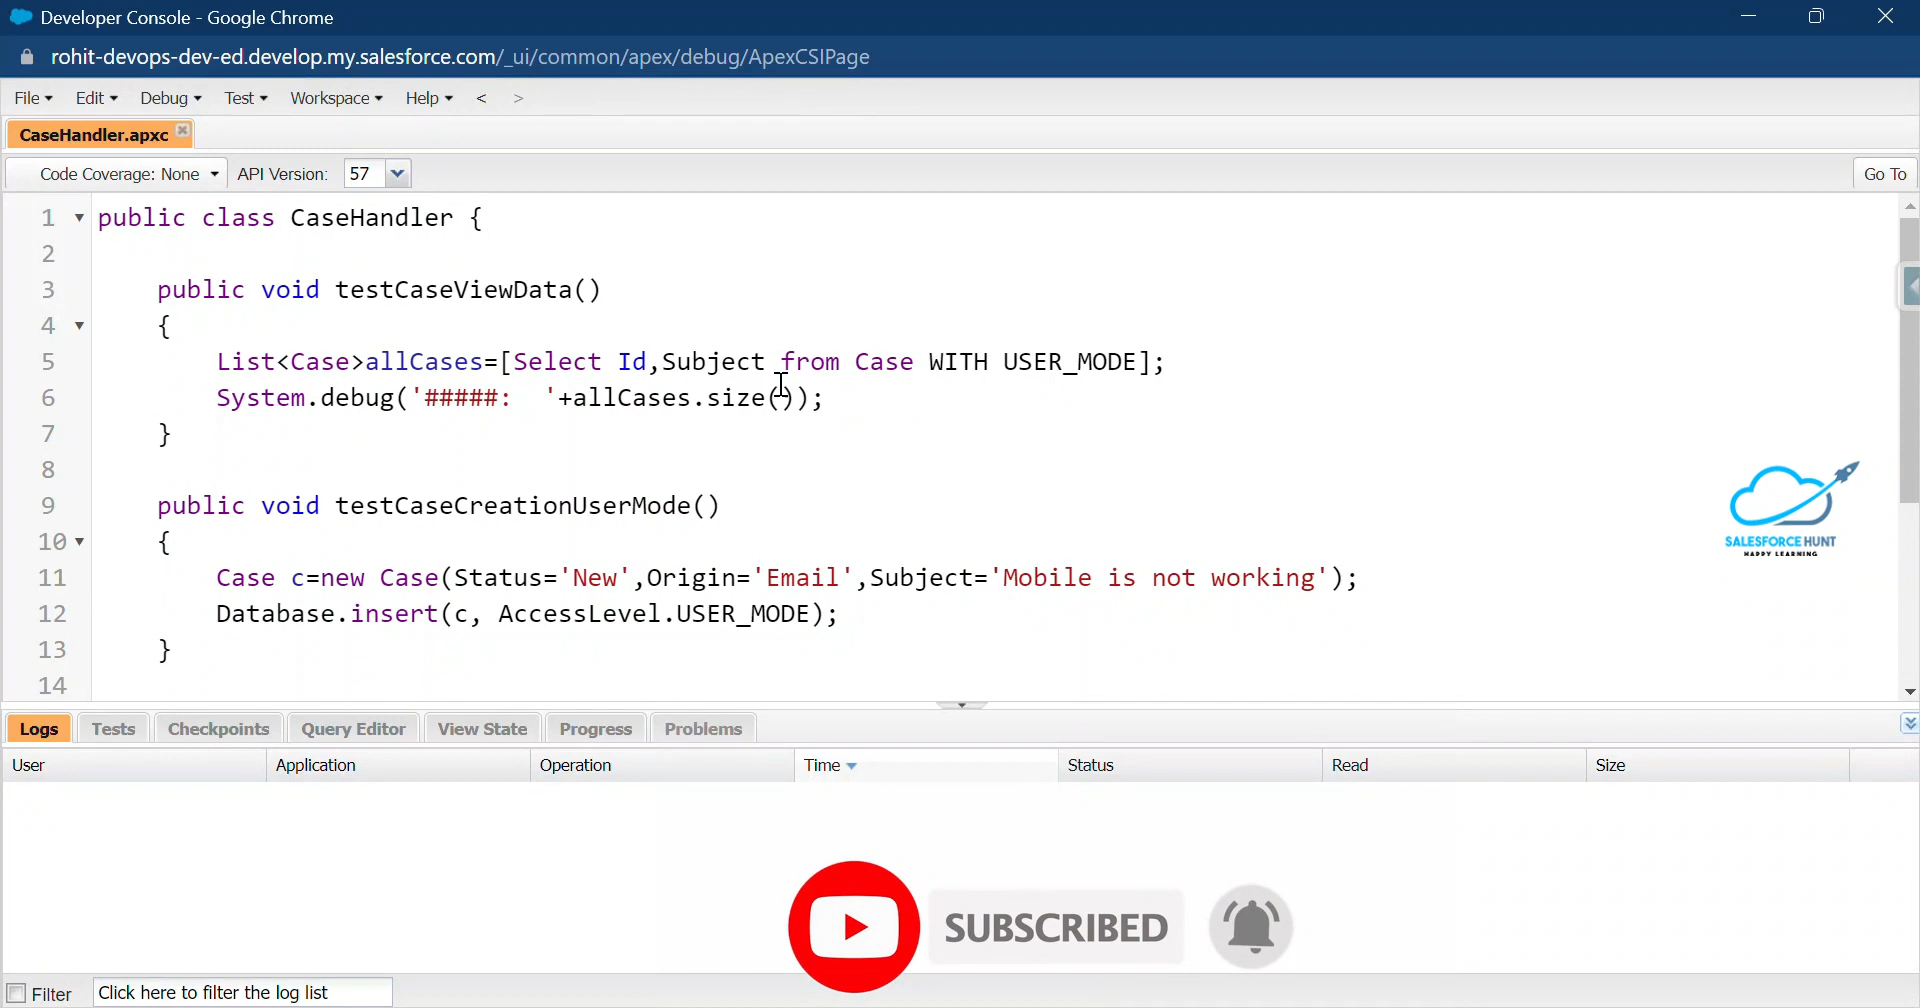 Developer Console - Google Chrome
rohit-devops-dev-ed.develop.my.salesforce.com/_ui/common/apex/debug/ApexCSIPage
File Edit Debug Test Workspace Help < >
CaseHandler.apxc
Code Coverage: None API Version: 57 Go To
1 public class CaseHandler {
2
3 public void testCaseViewData()
4 {
5 List<Case>allCases=[Select Id,Subject from Case WITH USER_MODE];
6 System.debug('#####:  '+allCases.size());
7 }
8
9 public void testCaseCreationUserMode()
10 {
11 Case c=new Case(Status='New',Origin='Email',Subject='Mobile is not working');
12 Database.insert(c, AccessLevel.USER_MODE);
13 }
14
SALESFORCE HUNT
HAPPY LEARNING
Logs Tests Checkpoints Query Editor View State Progress Problems
User Application Operation Time Status Read Size
SUBSCRIBED
Filter Click here to filter the log list